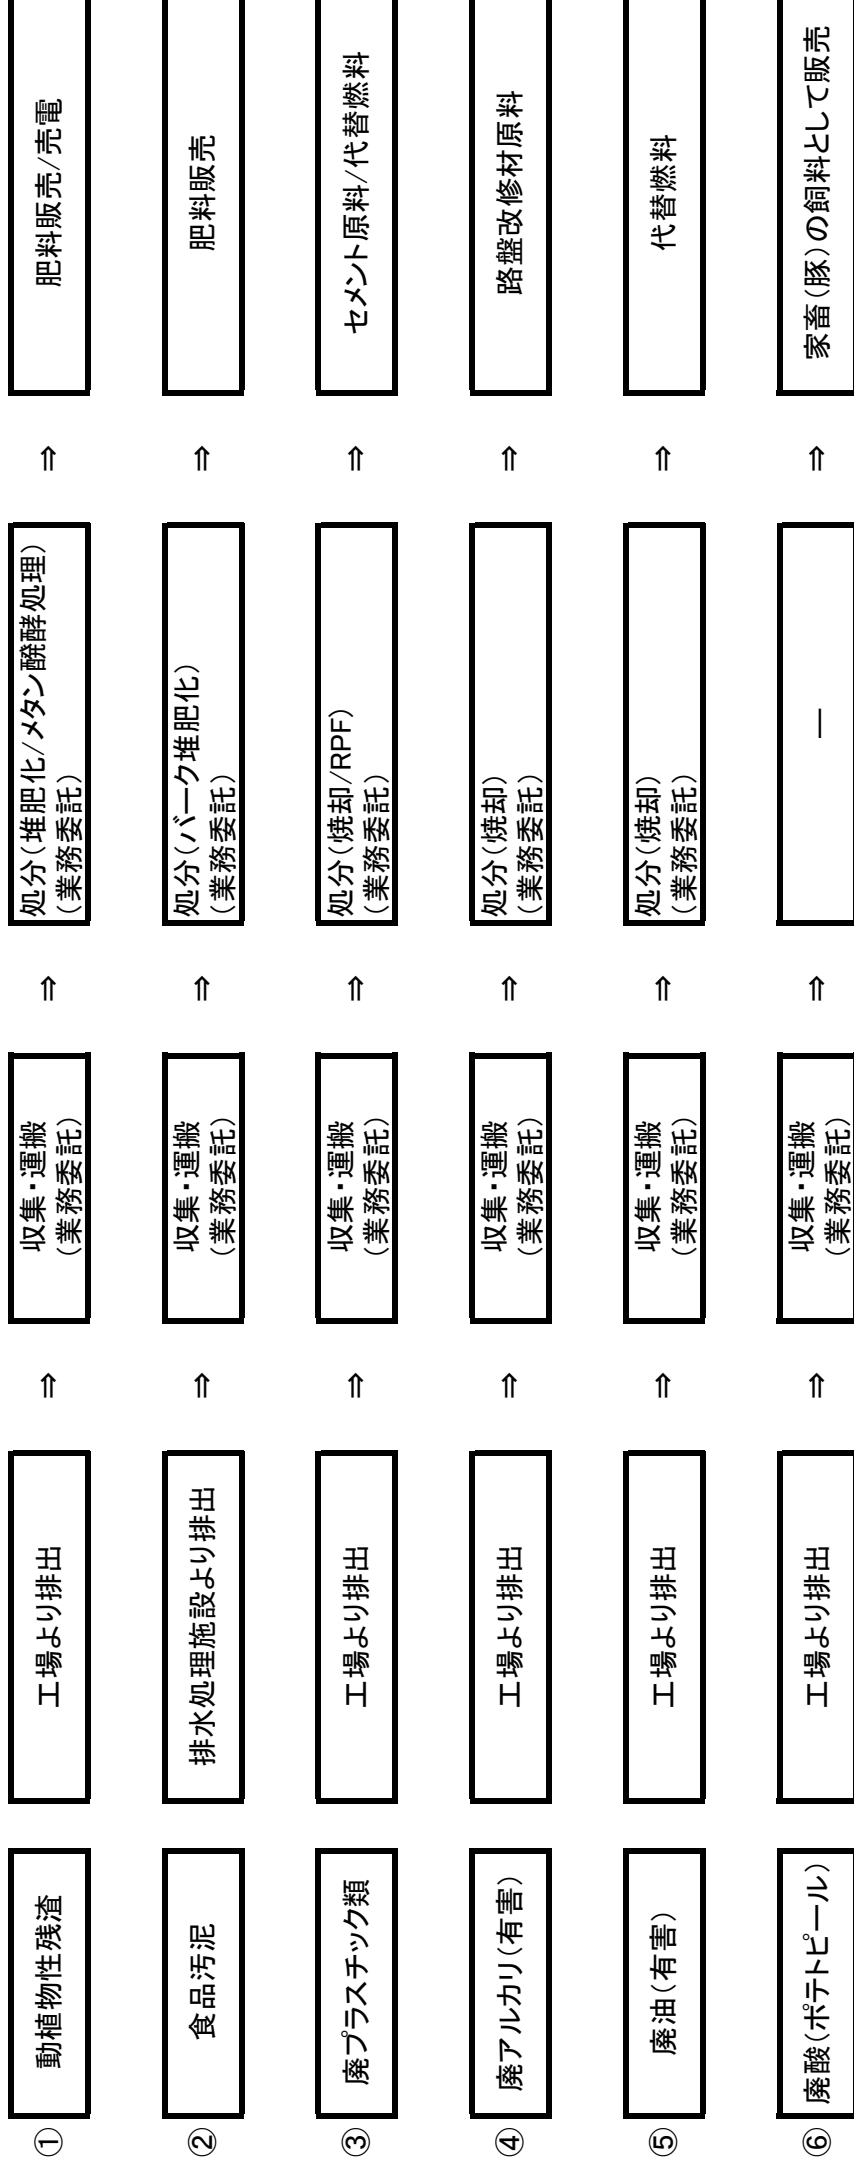 ① 動植物性残渣 工場より排出 ⇒ 収集・運搬 ⇒ 処分(堆肥化/メタン醗酵処理) ⇒ 肥料販売/売電
(業務委託) (業務委託)
② 食品汚泥 排水処理施設より排出 ⇒ 収集・運搬 ⇒ 処分(バーク堆肥化) ⇒ 肥料販売
(業務委託) (業務委託)
③ 廃プラスチック類 工場より排出 ⇒ 収集・運搬 ⇒ 処分(焼却/RPF) ⇒ セメント原料/代替燃料
(業務委託) (業務委託)
④ 廃アルカリ(有害) 工場より排出 ⇒ 収集・運搬 ⇒ 処分(焼却) ⇒ 路盤改修材原料
(業務委託) (業務委託)
⑤ 廃油(有害) 工場より排出 ⇒ 収集・運搬 ⇒ 処分(焼却) ⇒ 代替燃料
(業務委託) (業務委託)
⑥ 廃酸(ポテトピール) 工場より排出 ⇒ 収集・運搬 ⇒ ― ⇒ 家畜(豚)の飼料として販売
(業務委託)